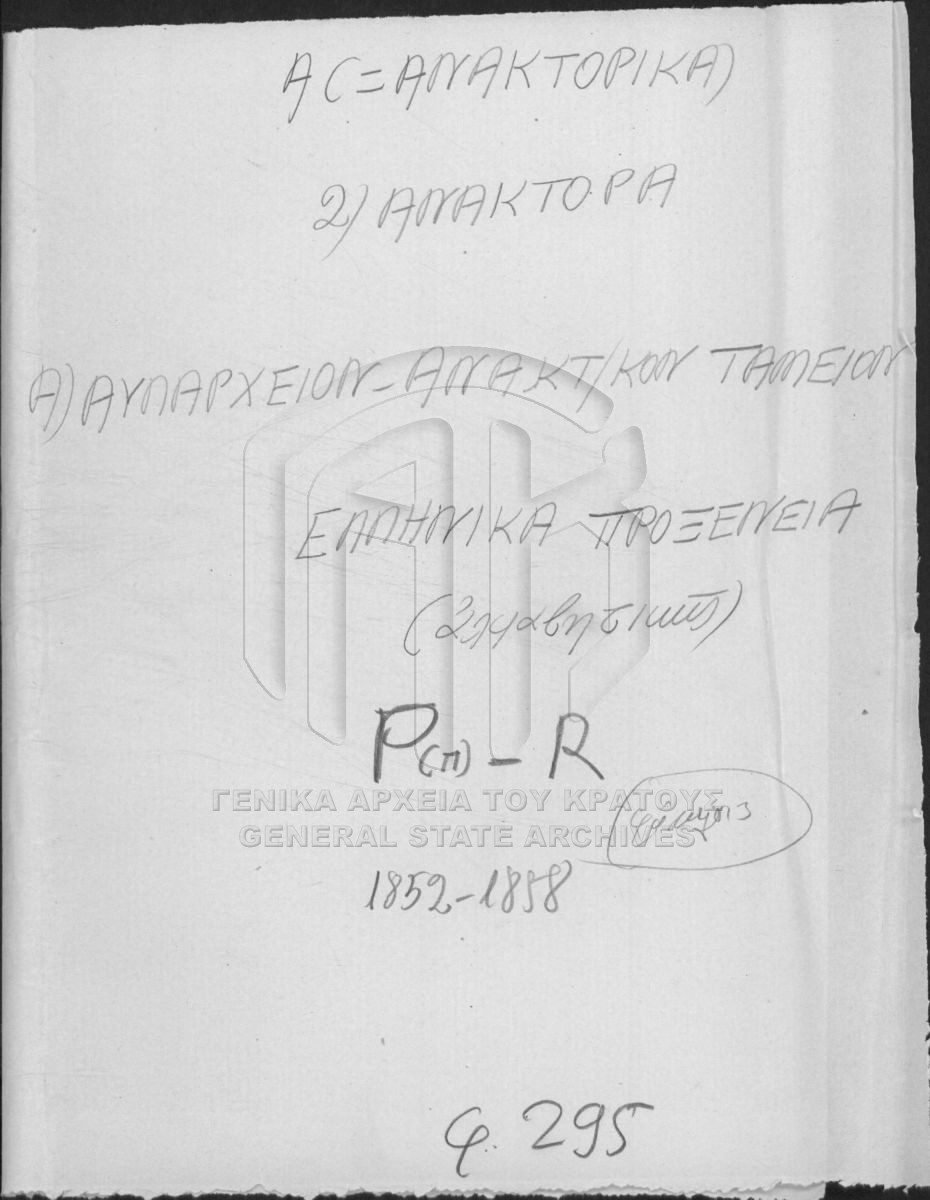 Α (= ΑΝΑΚΤΟΡΙΚΑ)
2) ΑΝΑΚΤΟΡΑ
Α) ΑΥΛΑΡΧΕΙΟΝ - ΑΝΑΚΤ/ΚΟΝ ΤΑΜΕΙΟΝ
ΕΛΛΗΝΙΚΑ ΠΡΟΞΕΝΕΙΑ
(Αλφαβητικῶς)
P(π) - R
ΓΕΝΙΚΑ ΑΡΧΕΙΑ ΤΟΥ ΚΡΑΤΟΥΣ
GENERAL STATE ARCHIVES
1852-1858
φ. 295